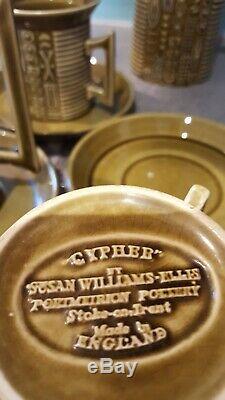 "CYPHER"
BY
SUSAN WILLIAMS-ELLIS
PORTMEIRION POTTERY
Stoke-on-Trent
Made in
ENGLAND